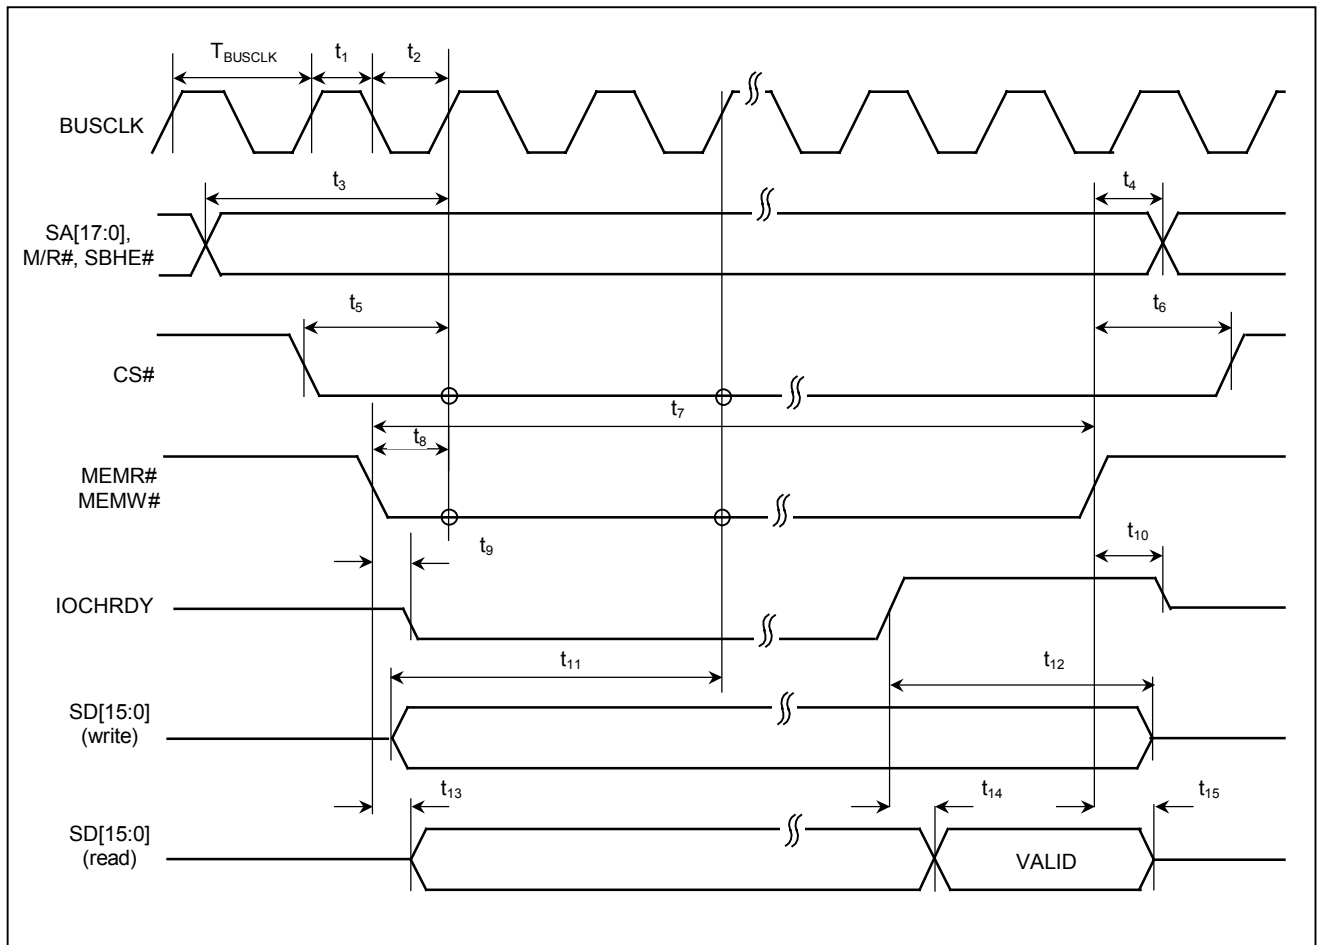 T_BUSCLK t₁ t₂
BUSCLK
t₃ t₄
SA[17:0],
M/R#, SBHE#
t₅ t₆
CS#
t₇
t₈
MEMR#
MEMW#
t₉ t₁₀
IOCHRDY
t₁₁ t₁₂
SD[15:0]
(write)
t₁₃ t₁₄ t₁₅
SD[15:0]
(read)
VALID